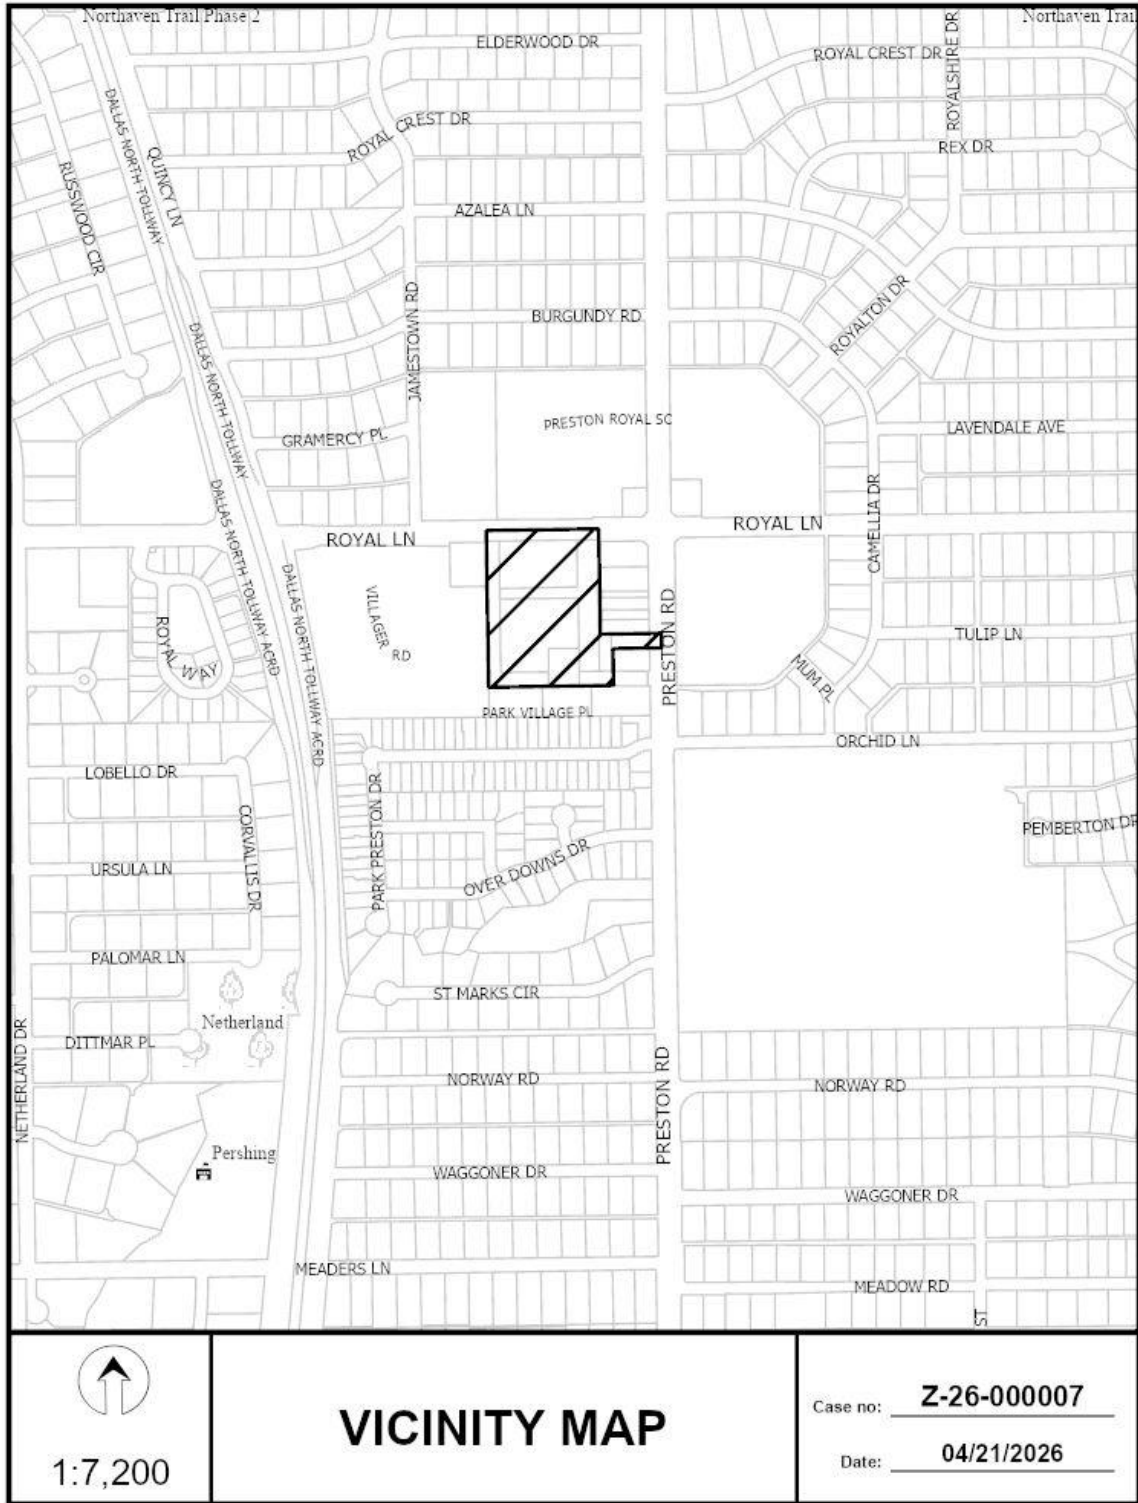 Northaven Trail Phase 2
Northaven Trail
ELDERWOOD DR
ROYAL CREST DR
ROYALSHIRE DR
DALLAS NORTH TOLLWAY
QUINCY LN
ROYAL CREST DR
REX DR
RUSSWOOD CIR
AZALEA LN
JAMESTOWN RD
BURGUNDY RD
ROYALTON DR
DALLAS NORTH TOLLWAY
PRESTON ROYAL SC
GRAMERCY PL
LAVENDALE AVE
DALLAS NORTH TOLLWAY ACRD
CAMELLIA DR
ROYAL LN
ROYAL LN
DALLAS NORTH TOLLWAY ACRD
VILLAGER RD
PRESTON RD
ROYAL WAY
TULIP LN
MUM PL
PARK VILLAGE PL
ORCHID LN
LOBELLO DR
PARK PRESTON DR
CORVALLIS DR
PEMBERTON DR
URSULA LN
OVER DOWNS DR
PALOMAR LN
ST MARKS CIR
Netherland
NETHERLAND DR
DITTMAR PL
PRESTON RD
NORWAY RD
NORWAY RD
Pershing
WAGGONER DR
WAGGONER DR
MEADERS LN
MEADOW RD
ST
1:7,200
VICINITY MAP
Case no: Z-26-000007
Date: 04/21/2026